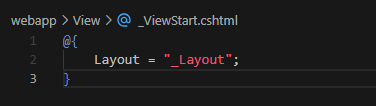 webapp > View > @ _ViewStart.cshtml
1 @{
2 Layout = "_Layout";
3 }